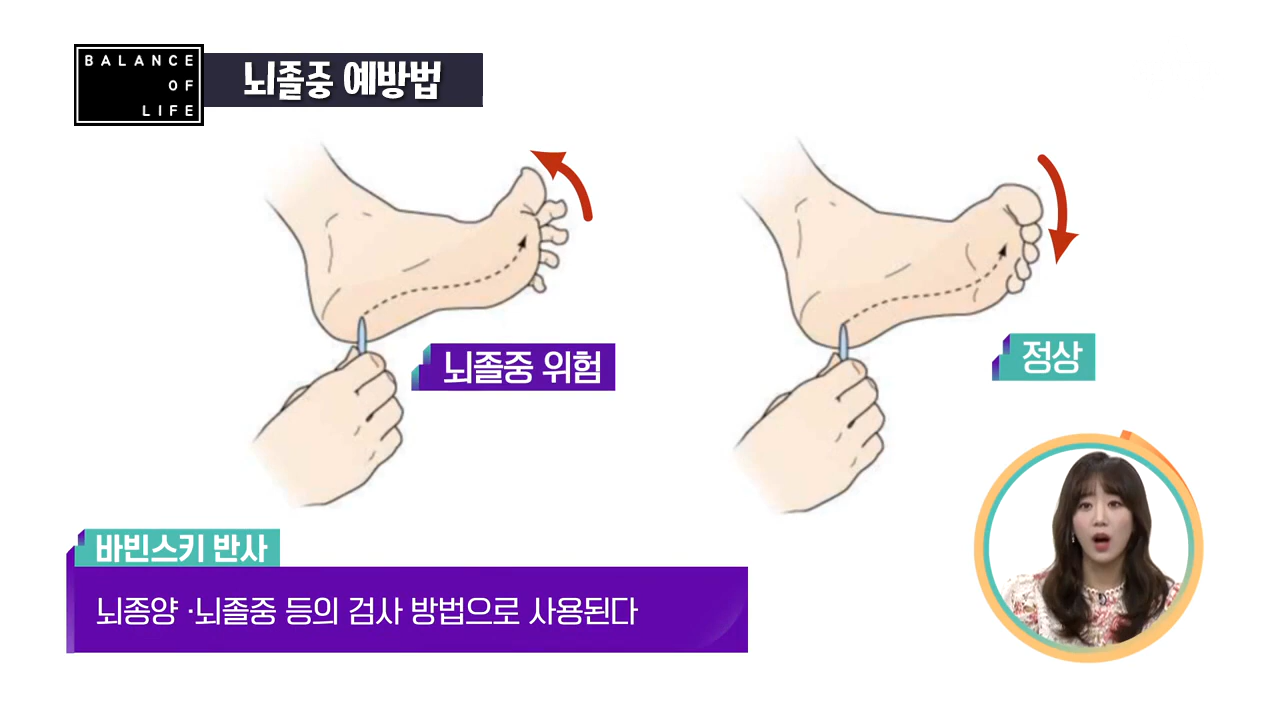 BALANCE
OF
LIFE
뇌졸중 예방법
뇌졸중 위험
정상
바빈스키 반사
뇌종양 ·뇌졸중 등의 검사 방법으로 사용된다